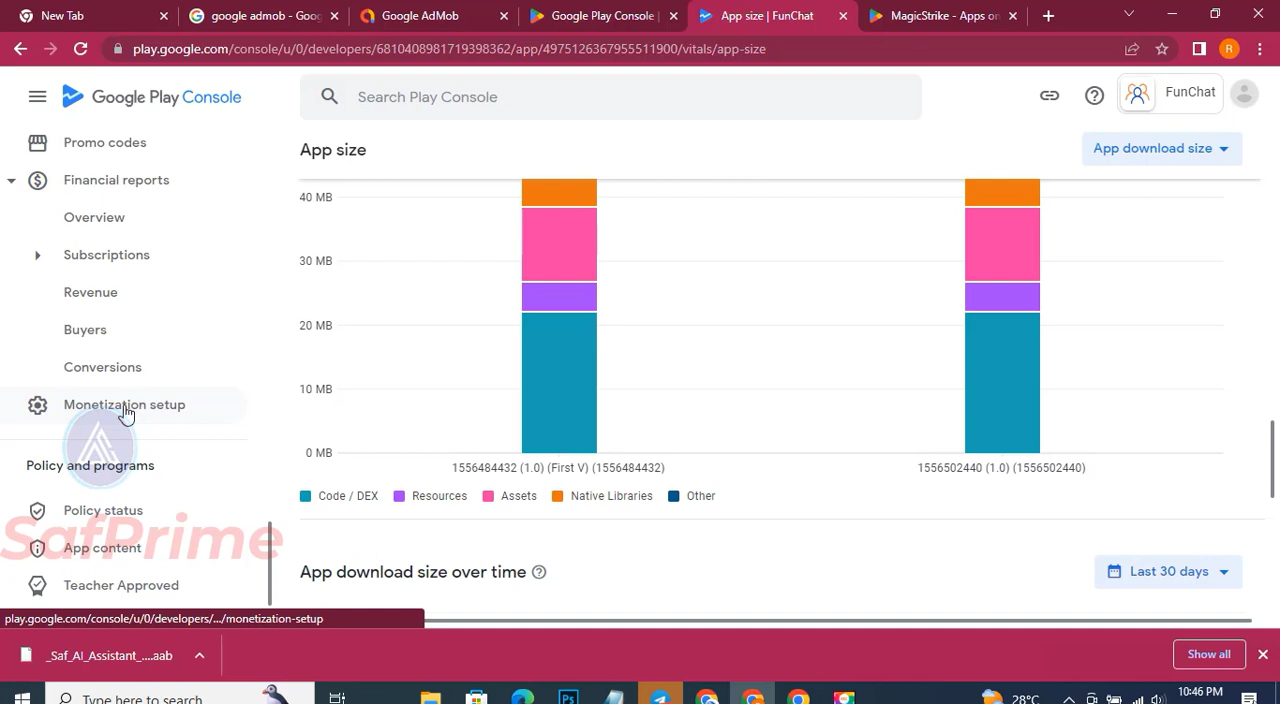 New Tab
google admob - Goog
Google AdMob
Google Play Console |
App size | FunChat
MagicStrike - Apps on
play.google.com/console/u/0/developers/6810408981719398362/app/4975126367955511900/vitals/app-size
R
Google Play Console
Search Play Console
FunChat
Promo codes
Financial reports
Overview
Subscriptions
Revenue
Buyers
Conversions
Monetization setup
Policy and programs
Policy status
App content
Teacher Approved
SafPrime
App size
App download size
40 MB
30 MB
20 MB
10 MB
0 MB
1556484432 (1.0) (First V) (1556484432)
1556502440 (1.0) (1556502440)
Code / DEX
Resources
Assets
Native Libraries
Other
App download size over time
Last 30 days
play.google.com/console/u/0/developers/.../monetization-setup
_Saf_AI_Assistant_....aab
Show all
Type here to search
Ps
28°C
10:46 PM